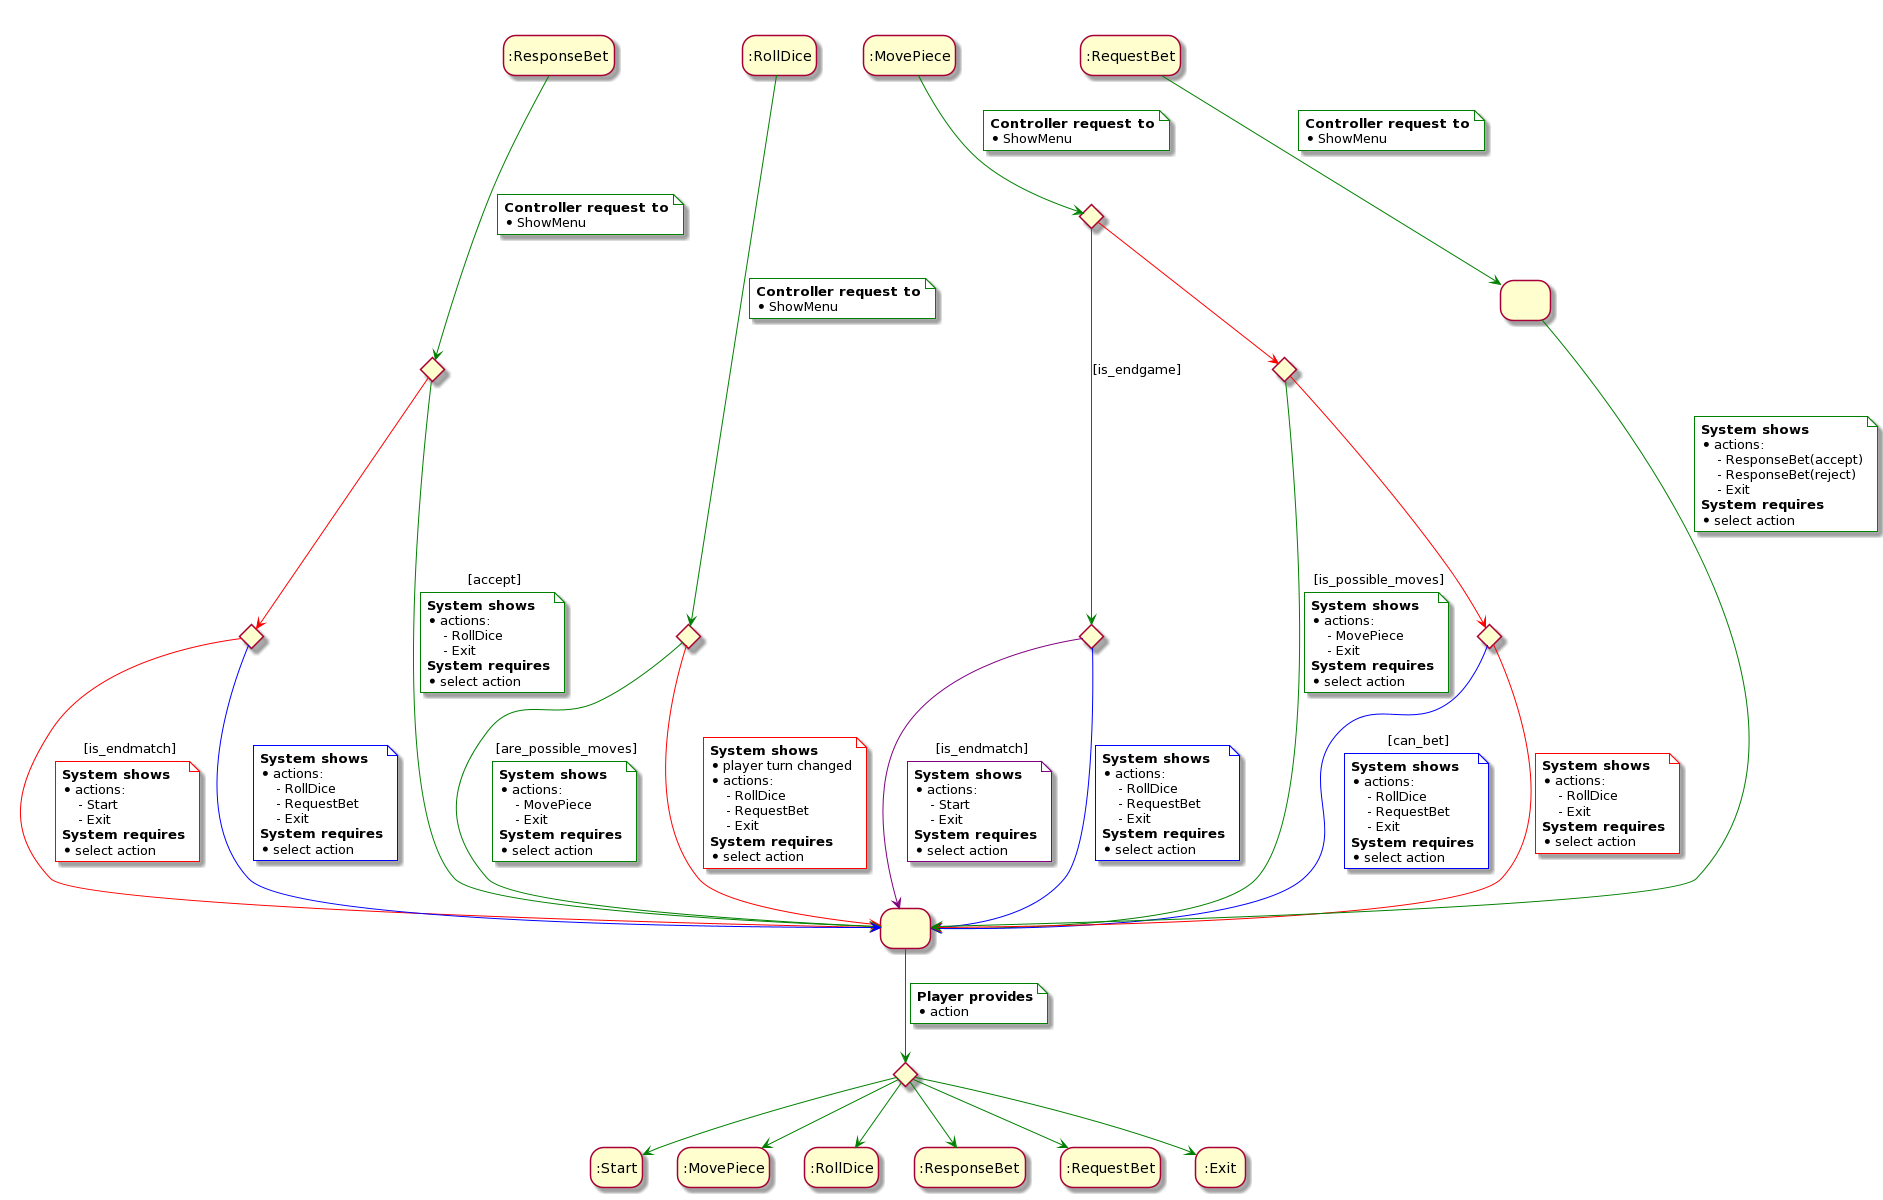 :ResponseBet
:RollDice
:MovePiece
:RequestBet
Controller request to
• ShowMenu
Controller request to
• ShowMenu
Controller request to
• ShowMenu
Controller request to
• ShowMenu
[is_endgame]
System shows
• actions:
- ResponseBet(accept)
- ResponseBet(reject)
- Exit
System requires
• select action
[accept]
System shows
• actions:
- RollDice
- Exit
System requires
• select action
[is_possible_moves]
System shows
• actions:
- MovePiece
- Exit
System requires
• select action
[is_endmatch]
System shows
• actions:
- Start
- Exit
System requires
• select action
System shows
• actions:
- RollDice
- RequestBet
- Exit
System requires
• select action
[are_possible_moves]
System shows
• actions:
- MovePiece
- Exit
System requires
• select action
System shows
• player turn changed
• actions:
- RollDice
- RequestBet
- Exit
System requires
• select action
[is_endmatch]
System shows
• actions:
- Start
- Exit
System requires
• select action
System shows
• actions:
- RollDice
- RequestBet
- Exit
System requires
• select action
[can_bet]
System shows
• actions:
- RollDice
- RequestBet
- Exit
System requires
• select action
System shows
• actions:
- RollDice
- Exit
System requires
• select action
Player provides
• action
:Start
:MovePiece
:RollDice
:ResponseBet
:RequestBet
:Exit